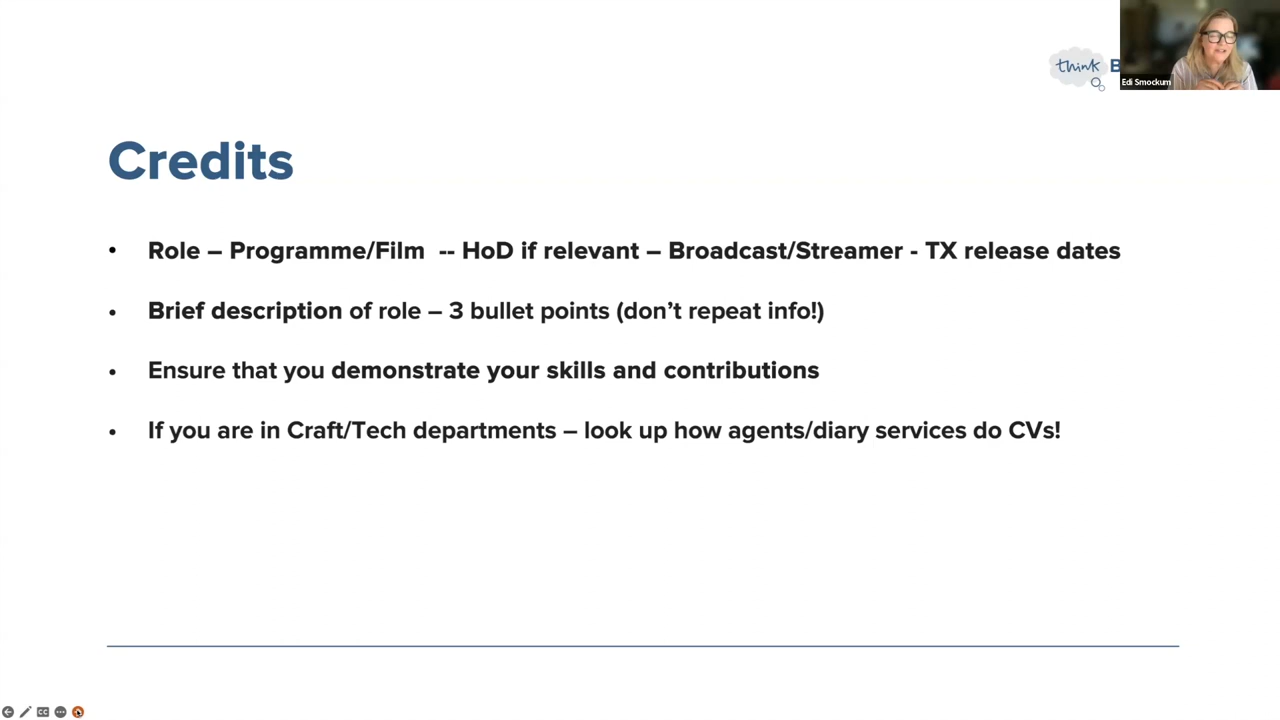 think B
Edi Smockum
Credits
• Role – Programme/Film -- HoD if relevant – Broadcast/Streamer - TX release dates
• Brief description of role – 3 bullet points (don’t repeat info!)
• Ensure that you demonstrate your skills and contributions
• If you are in Craft/Tech departments – look up how agents/diary services do CVs!
CC